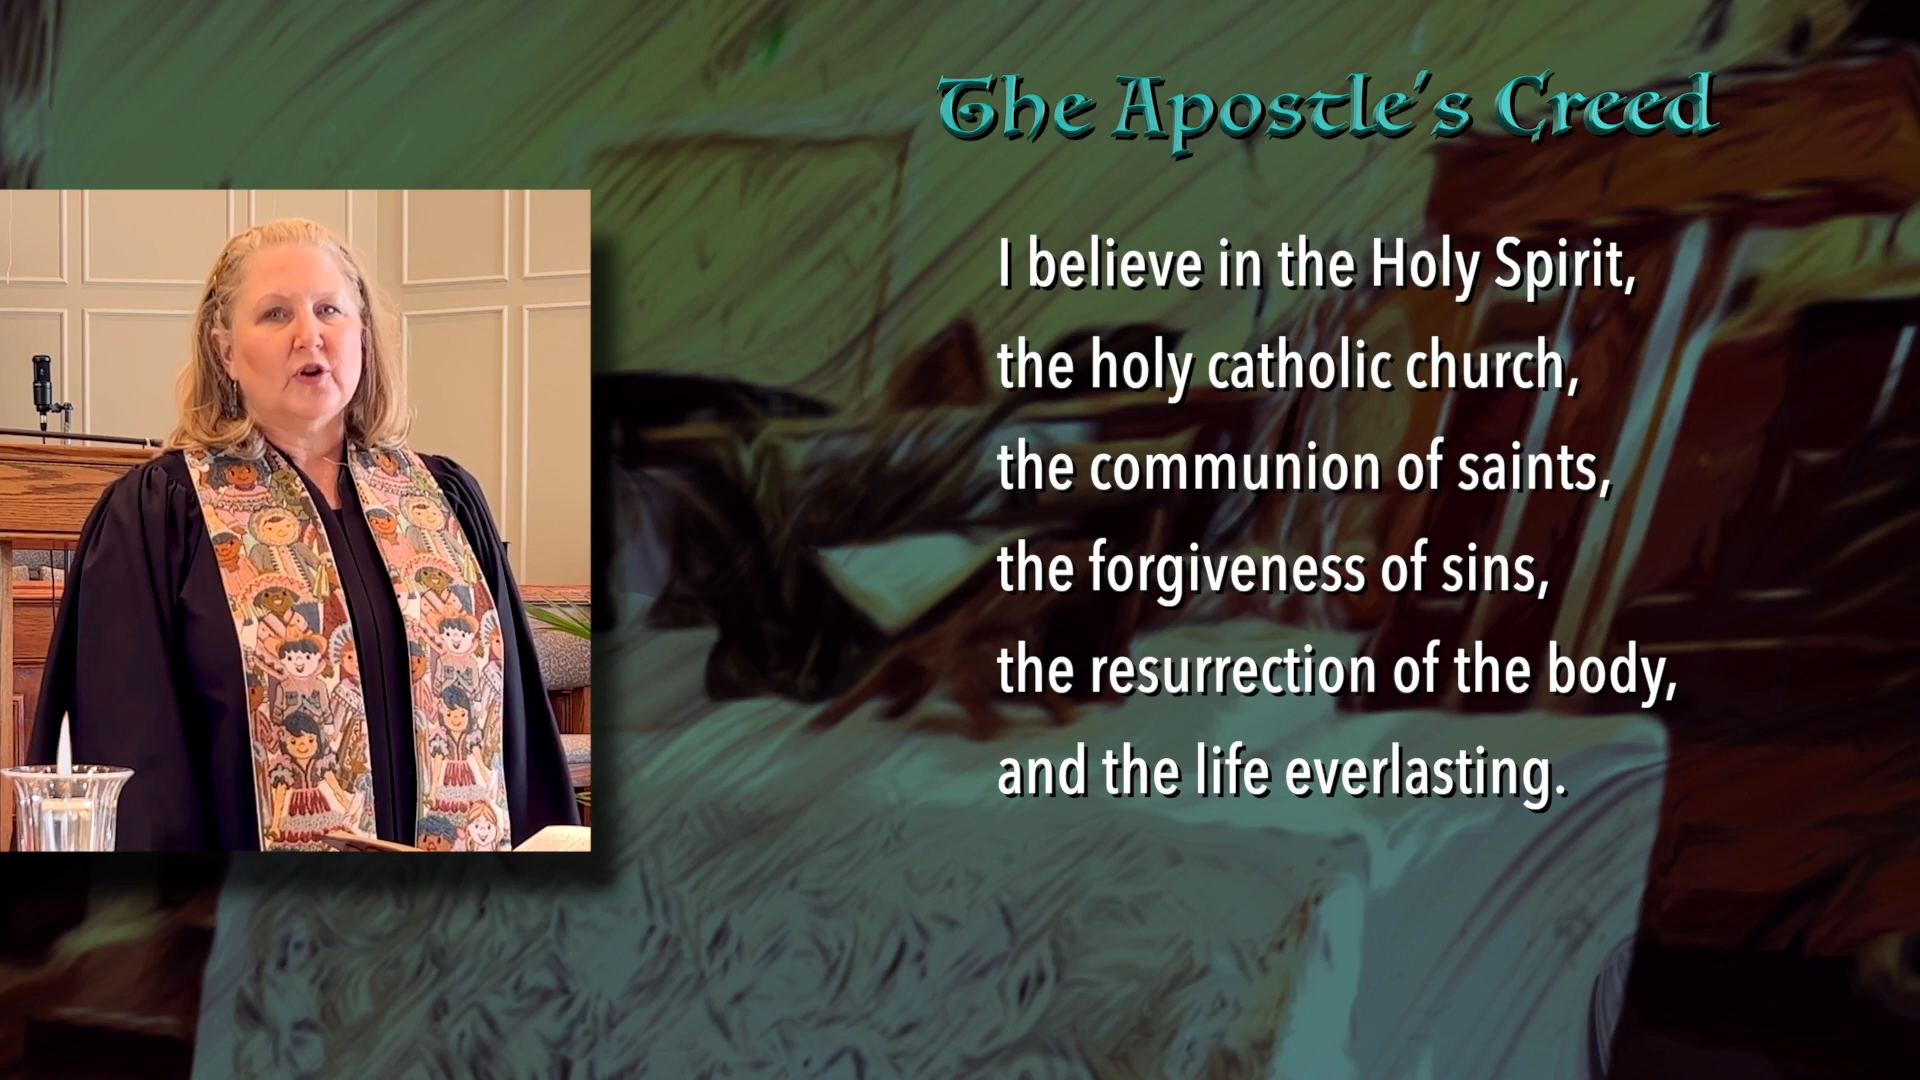 The Apostle's Creed
I believe in the Holy Spirit,
the holy catholic church,
the communion of saints,
the forgiveness of sins,
the resurrection of the body,
and the life everlasting.